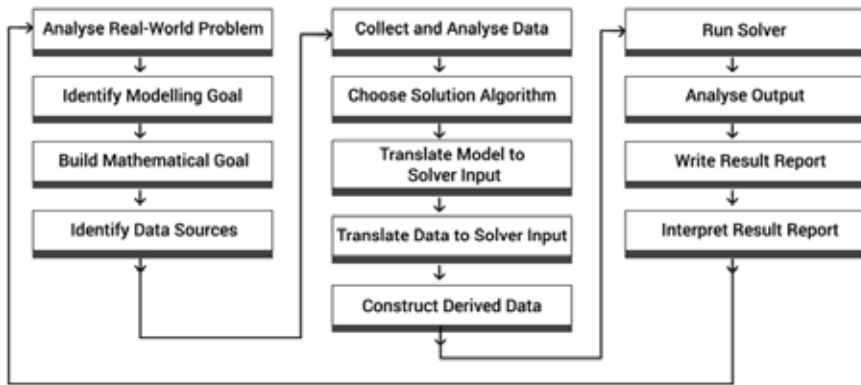 Analyse Real-World Problem
Identify Modelling Goal
Build Mathematical Goal
Identify Data Sources
Collect and Analyse Data
Choose Solution Algorithm
Translate Model to
Solver Input
Translate Data to Solver Input
Construct Derived Data
Run Solver
Analyse Output
Write Result Report
Interpret Result Report